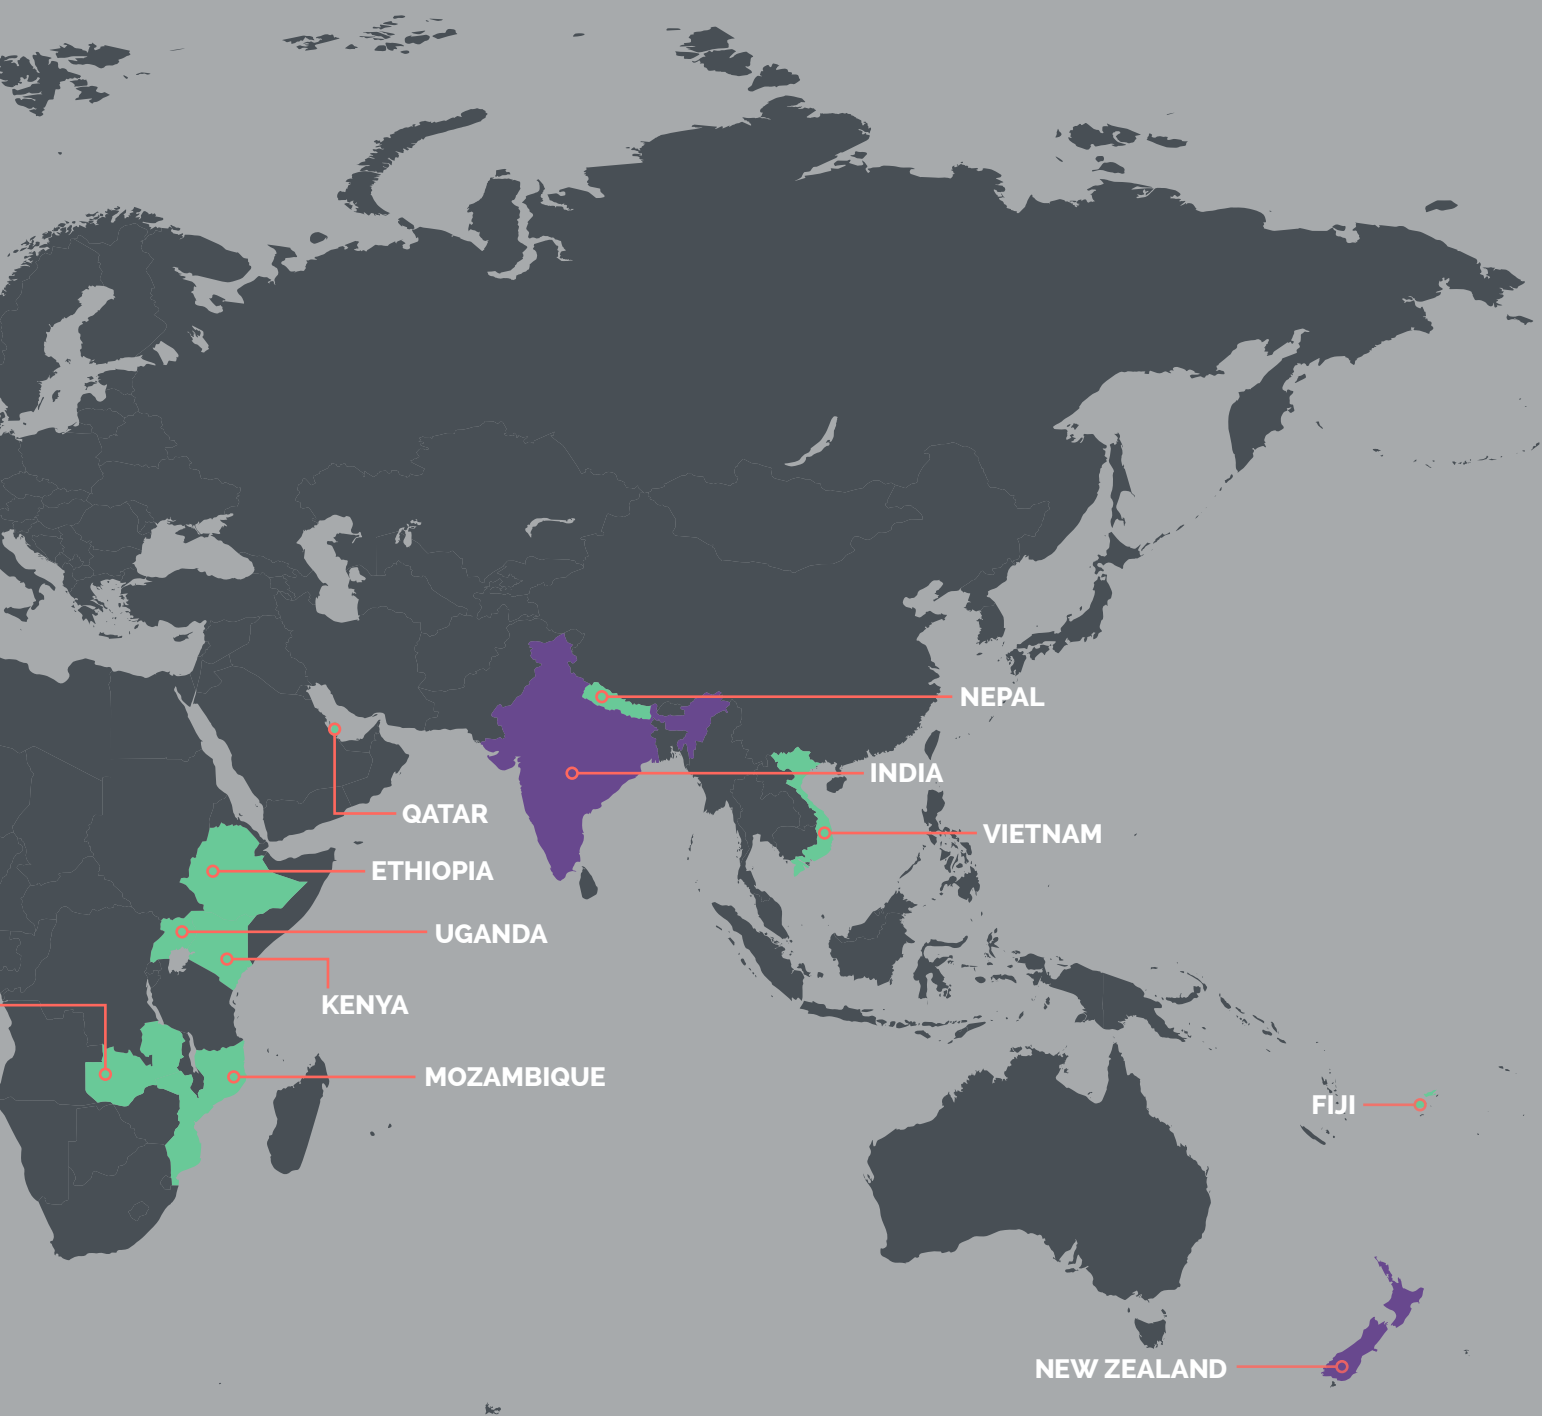 NEPAL
INDIA
QATAR
VIETNAM
ETHIOPIA
UGANDA
KENYA
MOZAMBIQUE
FIJI
NEW ZEALAND